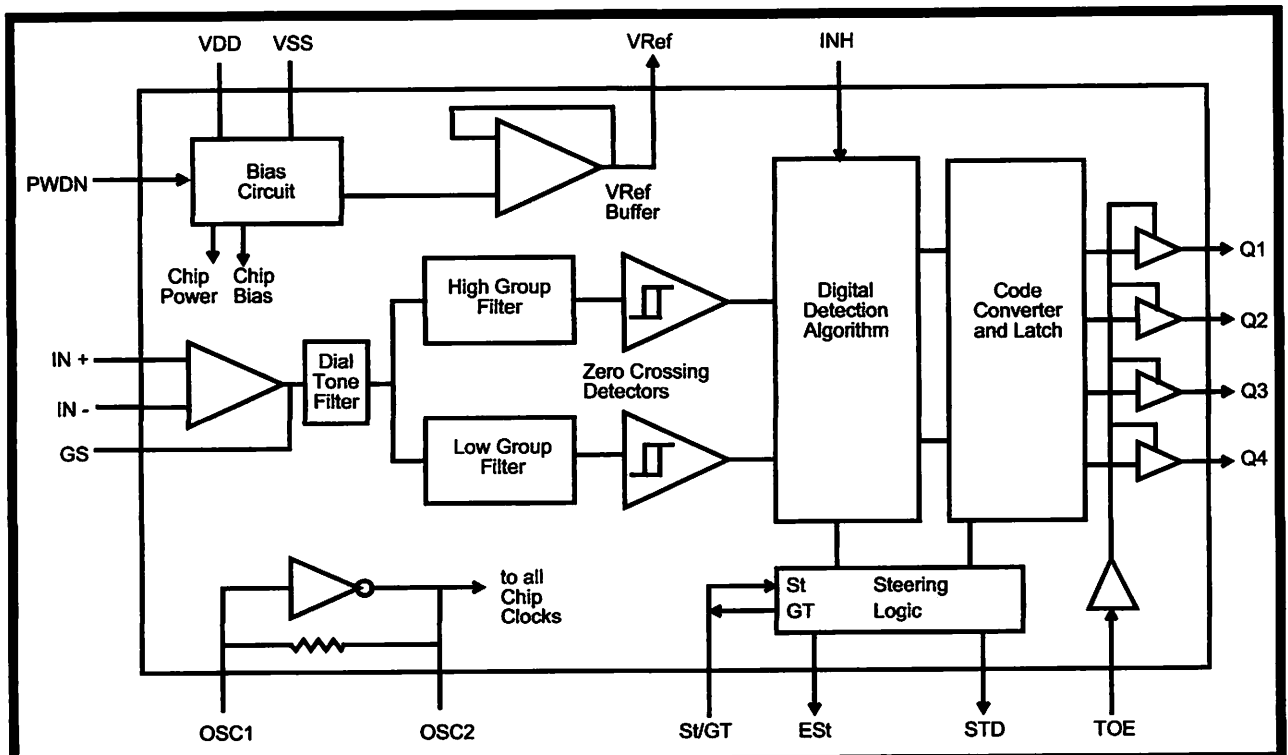 VDD
VSS
VRef
INH
PWDN
Bias
Circuit
VRef
Buffer
Chip
Power
Chip
Bias
High Group
Filter
Digital
Detection
Algorithm
Code
Converter
and Latch
Q1
Q2
Q3
Q4
IN +
IN -
GS
Dial
Tone
Filter
Zero Crossing
Detectors
Low Group
Filter
to all
Chip
Clocks
St
GT
Steering
Logic
OSC1
OSC2
St/GT
ESt
STD
TOE